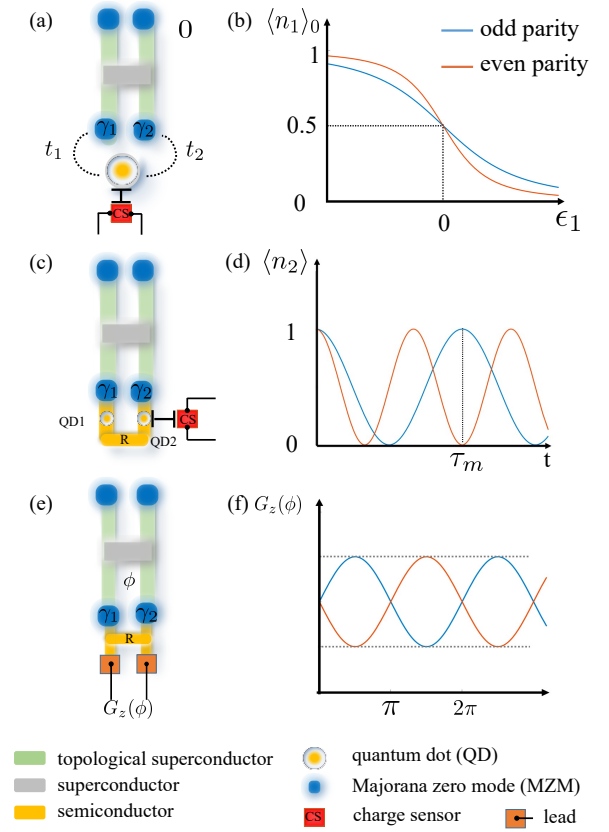 (a)
0
γ1
γ2
t1
t2
CS
(b)
⟨n1⟩0
odd parity
even parity
1
0.5
0
0
ϵ1
(c)
γ1
γ2
QD1
QD2
R
CS
(d)
⟨n2⟩
1
0
τm
t
(e)
ϕ
γ1
γ2
R
Gz(ϕ)
(f)
Gz(ϕ)
π
2π
topological superconductor
superconductor
semiconductor
quantum dot (QD)
Majorana zero mode (MZM)
CS
charge sensor
lead